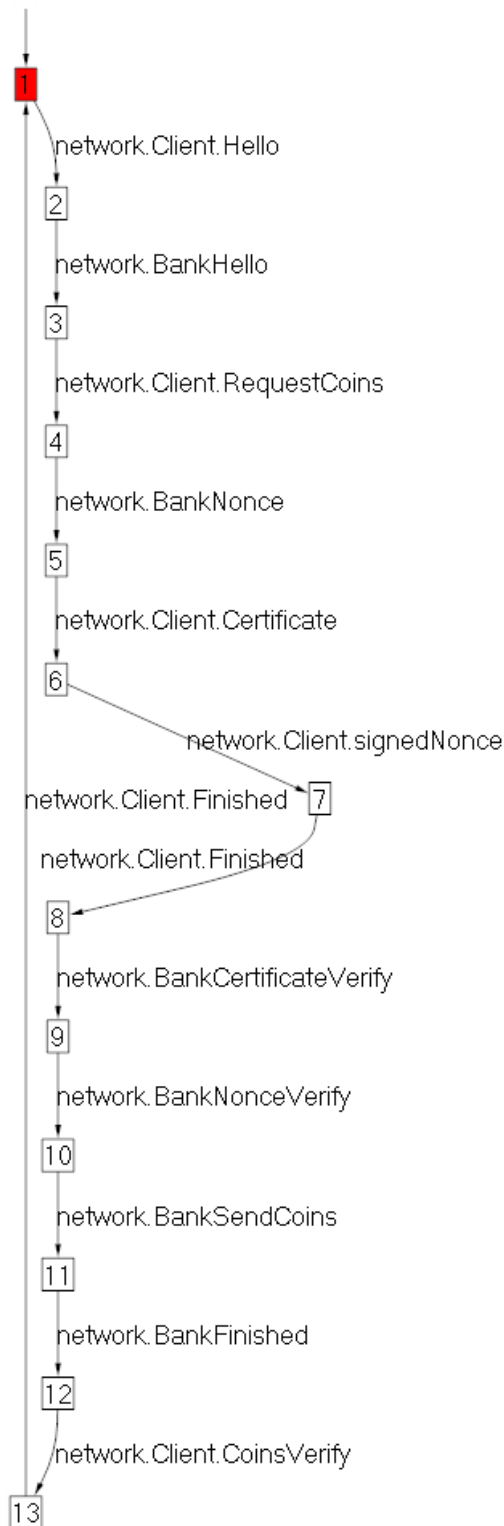 1
network.Client.Hello
2
network.BankHello
3
network.Client.RequestCoins
4
network.BankNonce
5
network.Client.Certificate
6
network.Client.signedNonce
network.Client.Finished
7
network.Client.Finished
8
network.BankCertificateVerify
9
network.BankNonceVerify
10
network.BankSendCoins
11
network.BankFinished
12
network.Client.CoinsVerify
13